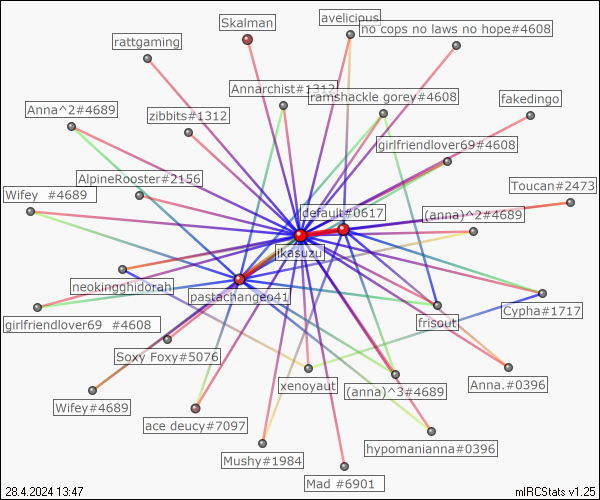 avelicious
Skalman
no cops no laws no hope#4608
rattgaming
Annarchist#1312
ramshackle gorey#4608
fakedingo
Anna^2#4689
zibbits#1312
girlfriendlover69#4608
AlpineRooster#2156
Toucan#2473
Wifey  #4689
default#0617
(anna)^2#4689
ikasuzu
neokingghidorah
pastachangeo41
Cypha#1717
girlfriendlover69  #4608
frisout
Soxy Foxy#5076
xenoyaut
(anna)^3#4689
Anna.#0396
Wifey#4689
ace deucy#7097
hypomanianna#0396
Mushy#1984
Mad #6901
28.4.2024 13:47
mIRCStats v1.25